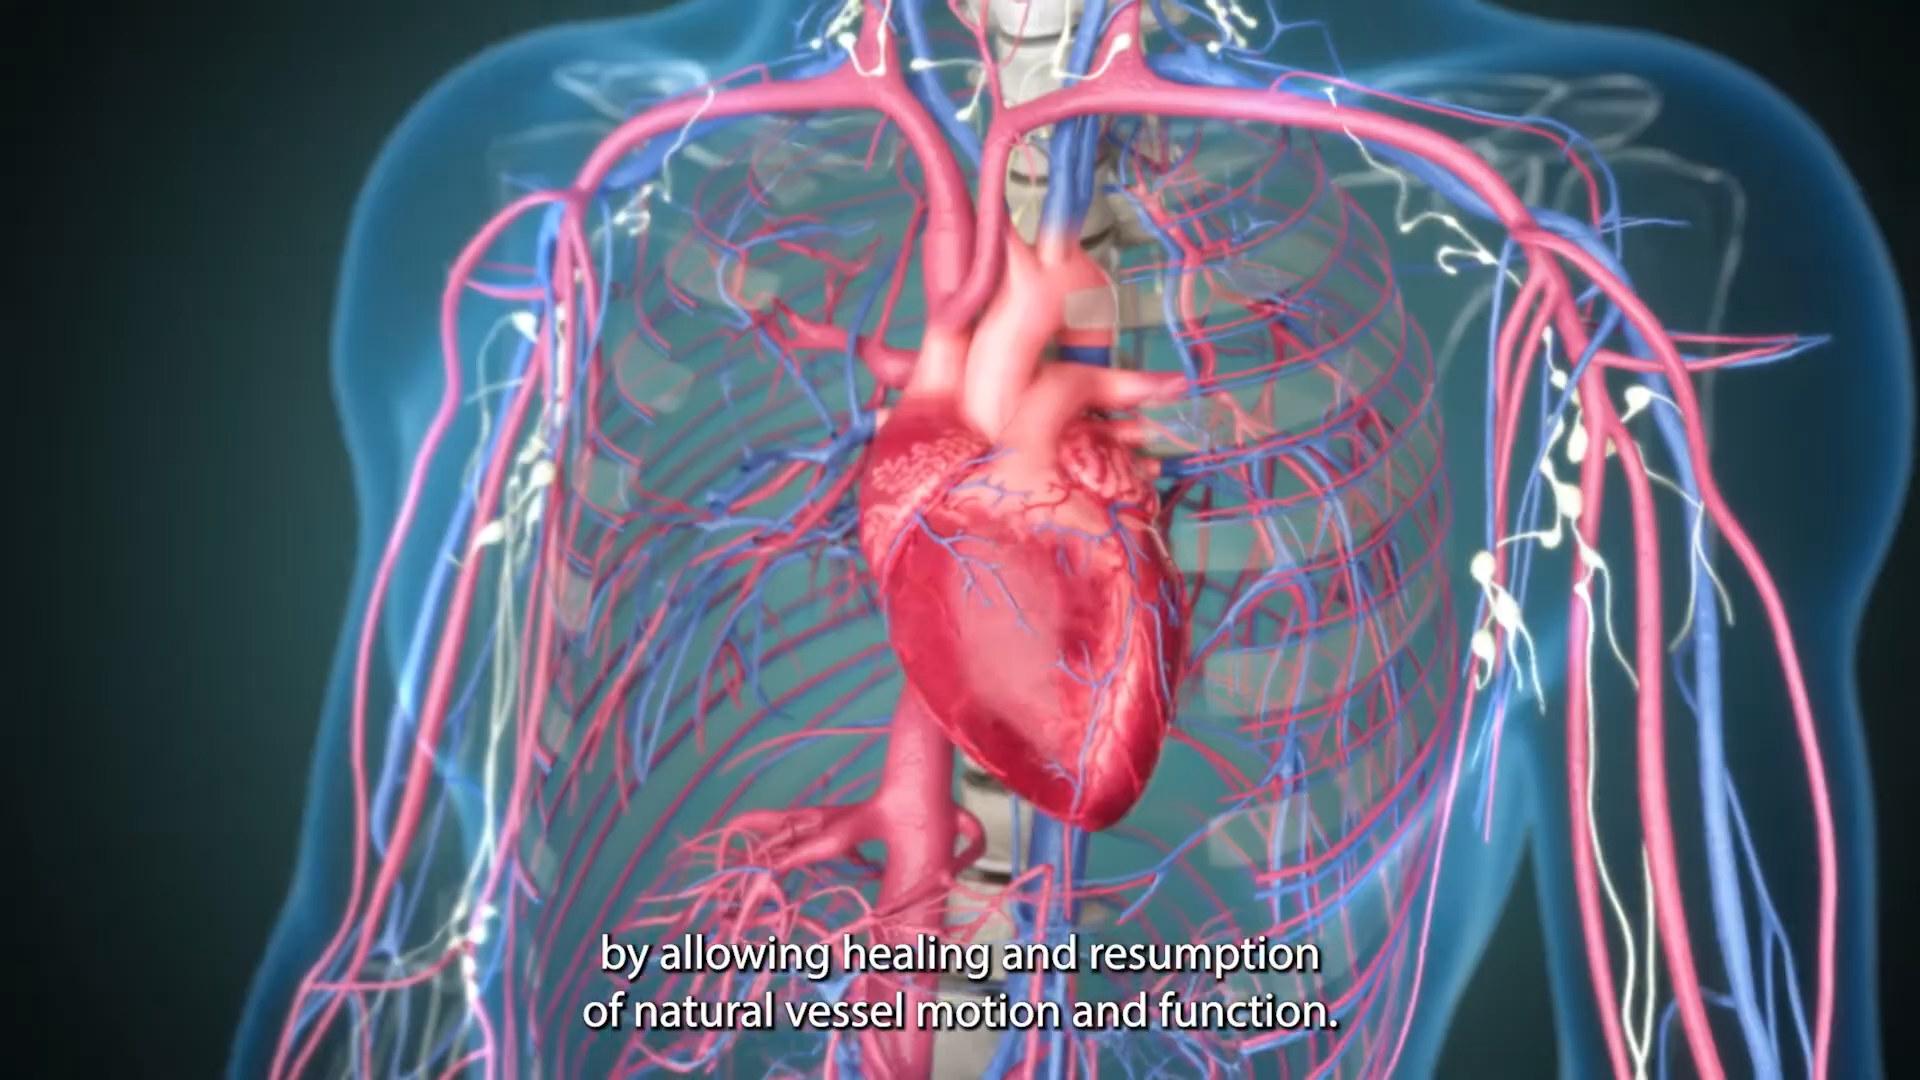 by allowing healing and resumption
of natural vessel motion and function.